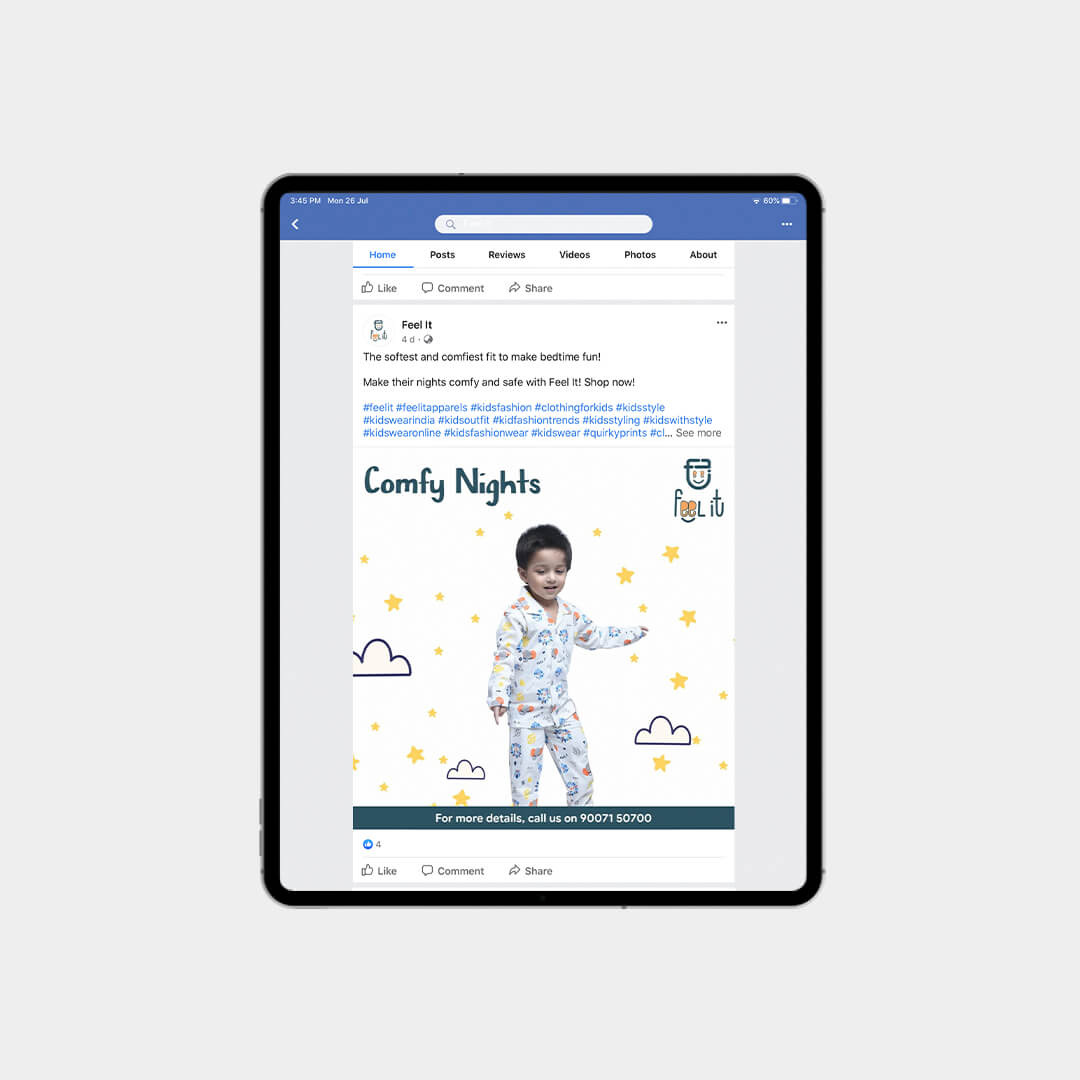 3:45 PM Mon 26 Jul 60%
Home Posts Reviews Videos Photos About
Like Comment Share
Feel It
4 d ·
The softest and comfiest fit to make bedtime fun!
Make their nights comfy and safe with Feel It! Shop now!
#feelit #feelitapparels #kidsfashion #clothingforkids #kidsstyle
#kidswearindia #kidsoutfit #kidfashiontrends #kidsstyling #kidswithstyle
#kidswearonline #kidsfashionwear #kidswear #quirkyprints #cl... See more
Comfy Nights
feel it
For more details, call us on 90071 50700
4
Like Comment Share